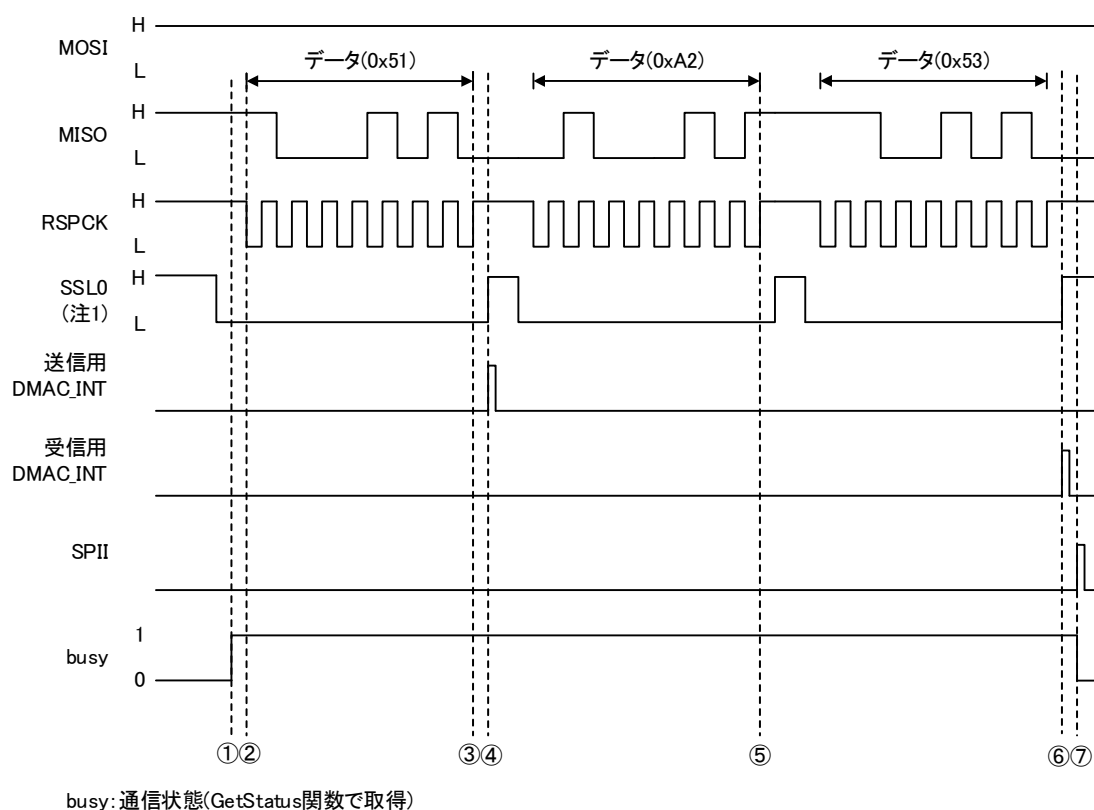 H
MOSI
L
データ(0x51)
データ(0xA2)
データ(0x53)
H
MISO
L
H
RSPCK
L
H
SSL0
(注1)
L
送信用
DMAC_INT
受信用
DMAC_INT
SPII
1
busy
0
①②
③④
⑤
⑥⑦
busy:通信状態(GetStatus関数で取得)